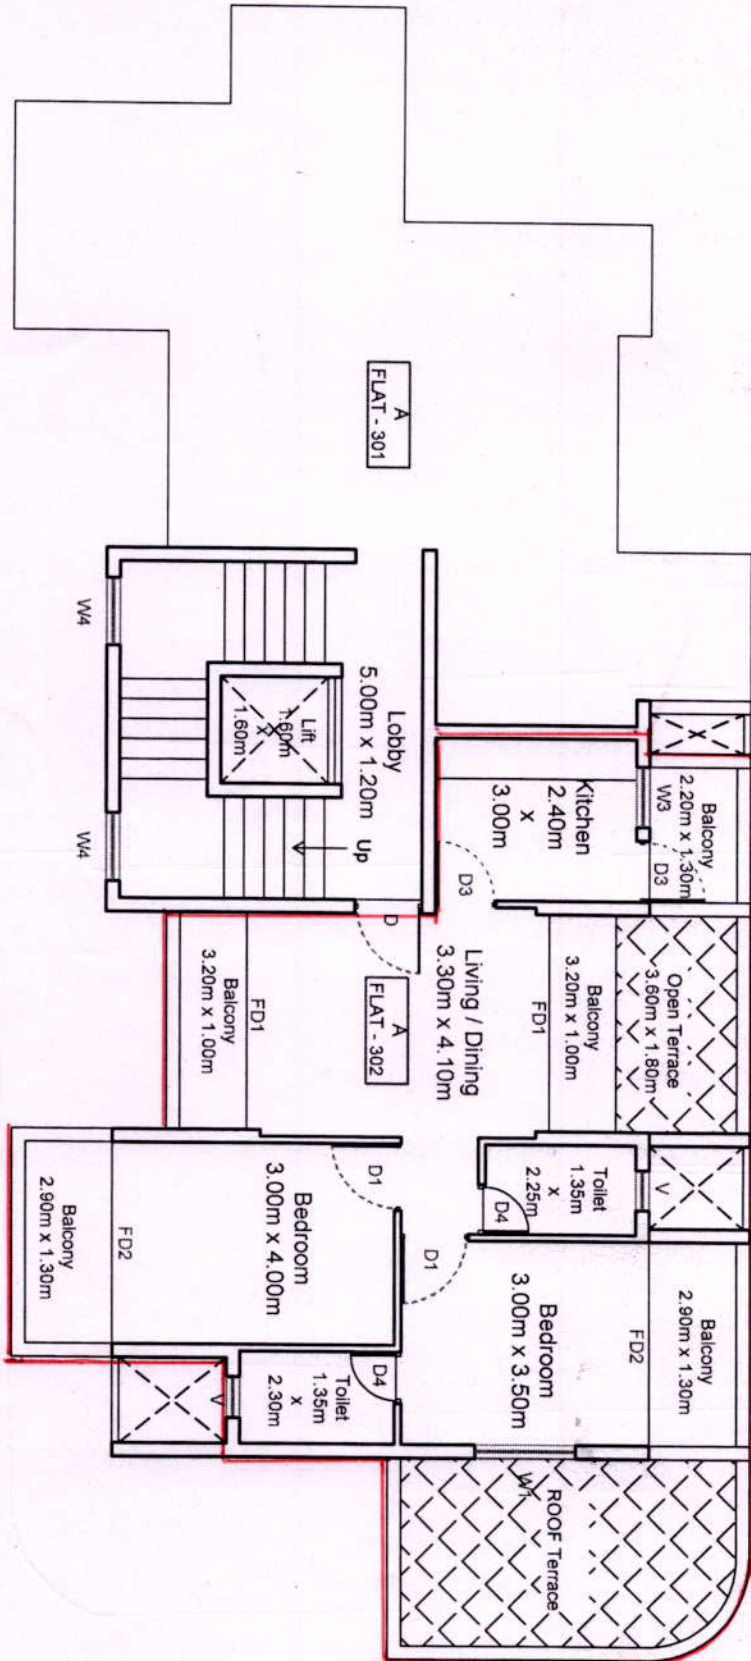 A
FLAT - 301
W4
W4
Lobby
5.00m x 1.20m
Lift
1.60m
X
1.60m
Up
Kitchen
2.40m
X
3.00m
Balcony
2.20m x 1.30m
W3
D3
D3
D
Living / Dining
3.30m x 4.10m
A
FLAT - 302
FD1
Balcony
3.20m x 1.00m
Open Terrace
3.60m x 1.80m
FD1
Balcony
3.20m x 1.00m
Toilet
1.35m
X
2.25m
D4
V
D1
D1
Bedroom
3.00m x 4.00m
FD2
Balcony
2.90m x 1.30m
Bedroom
3.00m x 3.50m
FD2
Balcony
2.90m x 1.30m
Toilet
1.35m
X
2.30m
D4
V
W1
ROOF Terrace